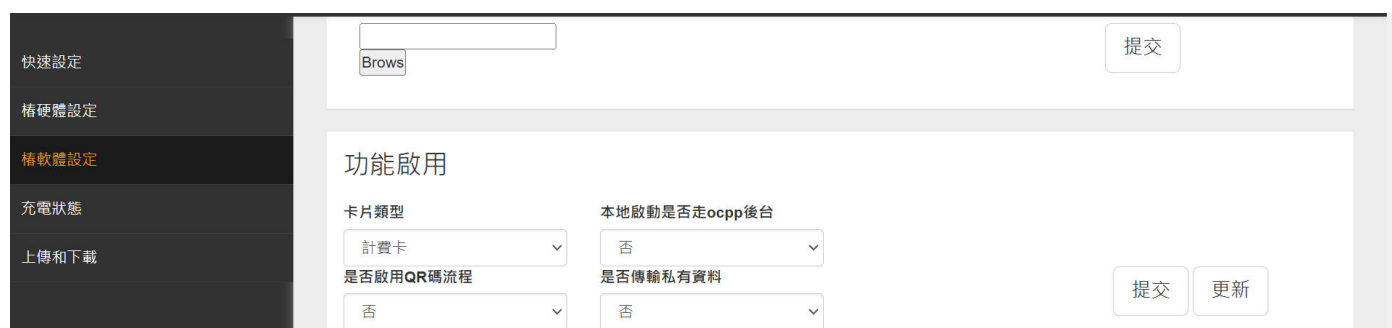 快速設定
樁硬體設定
樁軟體設定
充電狀態
上傳和下載
Brows
提交
功能啟用
卡片類型
本地啟動是否走ocpp後台
計費卡
否
是否啟用QR碼流程
是否傳輸私有資料
否
否
提交
更新